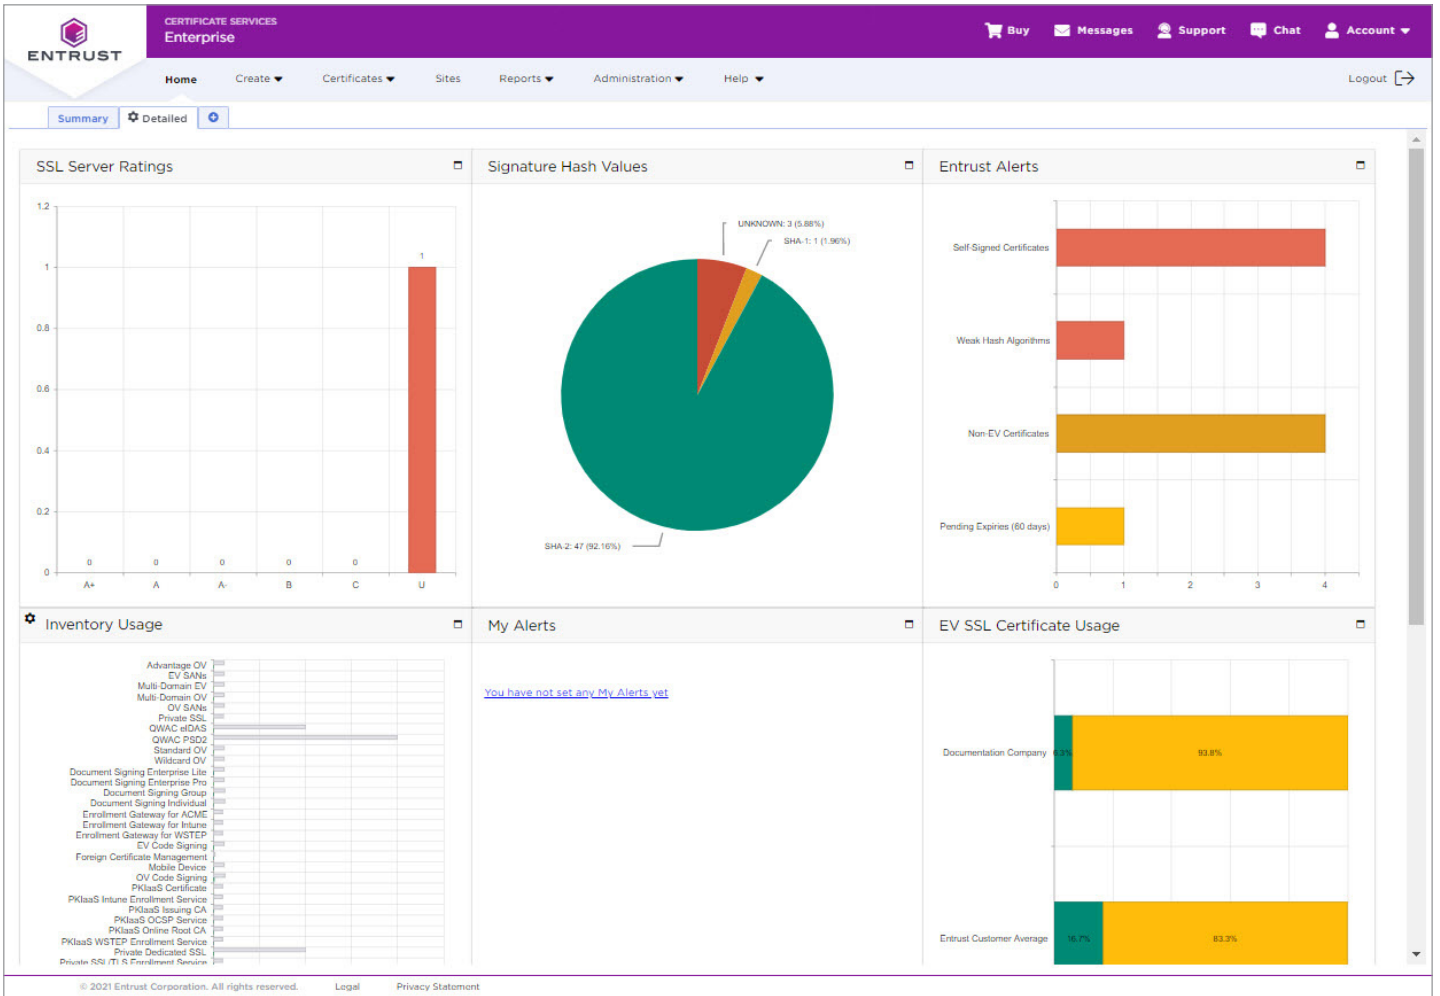 ENTRUST
CERTIFICATE SERVICES
Enterprise
Buy
Messages
Support
Chat
Account
Home
Create
Certificates
Sites
Reports
Administration
Help
Logout
Summary
Detailed
SSL Server Ratings
1.2
1
0.8
0.6
0.4
0.2
0
0
0
0
0
0
1
A+
A
A-
B
C
U
Signature Hash Values
UNKNOWN: 3 (5.88%)
SHA-1: 1 (1.96%)
SHA-2: 47 (92.16%)
Entrust Alerts
Self-Signed Certificates
Weak Hash Algorithms
Non-EV Certificates
Pending Expiries (60 days)
0
1
2
3
4
Inventory Usage
Advantage OV
EV SANs
Multi-Domain EV
Multi-Domain OV
OV SANs
Private SSL
QWAC eIDAS
QWAC PSD2
Standard OV
Wildcard OV
Document Signing Enterprise Lite
Document Signing Enterprise Pro
Document Signing Group
Document Signing Individual
Enrollment Gateway for ACME
Enrollment Gateway for Intune
Enrollment Gateway for WSTEP
EV Code Signing
Foreign Certificate Management
Mobile Device
OV Code Signing
PKIaaS Certificate
PKIaaS Intune Enrollment Service
PKIaaS Issuing CA
PKIaaS OCSP Service
PKIaaS Online Root CA
PKIaaS WSTEP Enrollment Service
Private Dedicated SSL
Private SSL/TLS Enrollment Service
My Alerts
You have not set any My Alerts yet
EV SSL Certificate Usage
Documentation Company
6.3%
93.8%
Entrust Customer Average
16.7%
83.3%
© 2021 Entrust Corporation. All rights reserved.
Legal
Privacy Statement